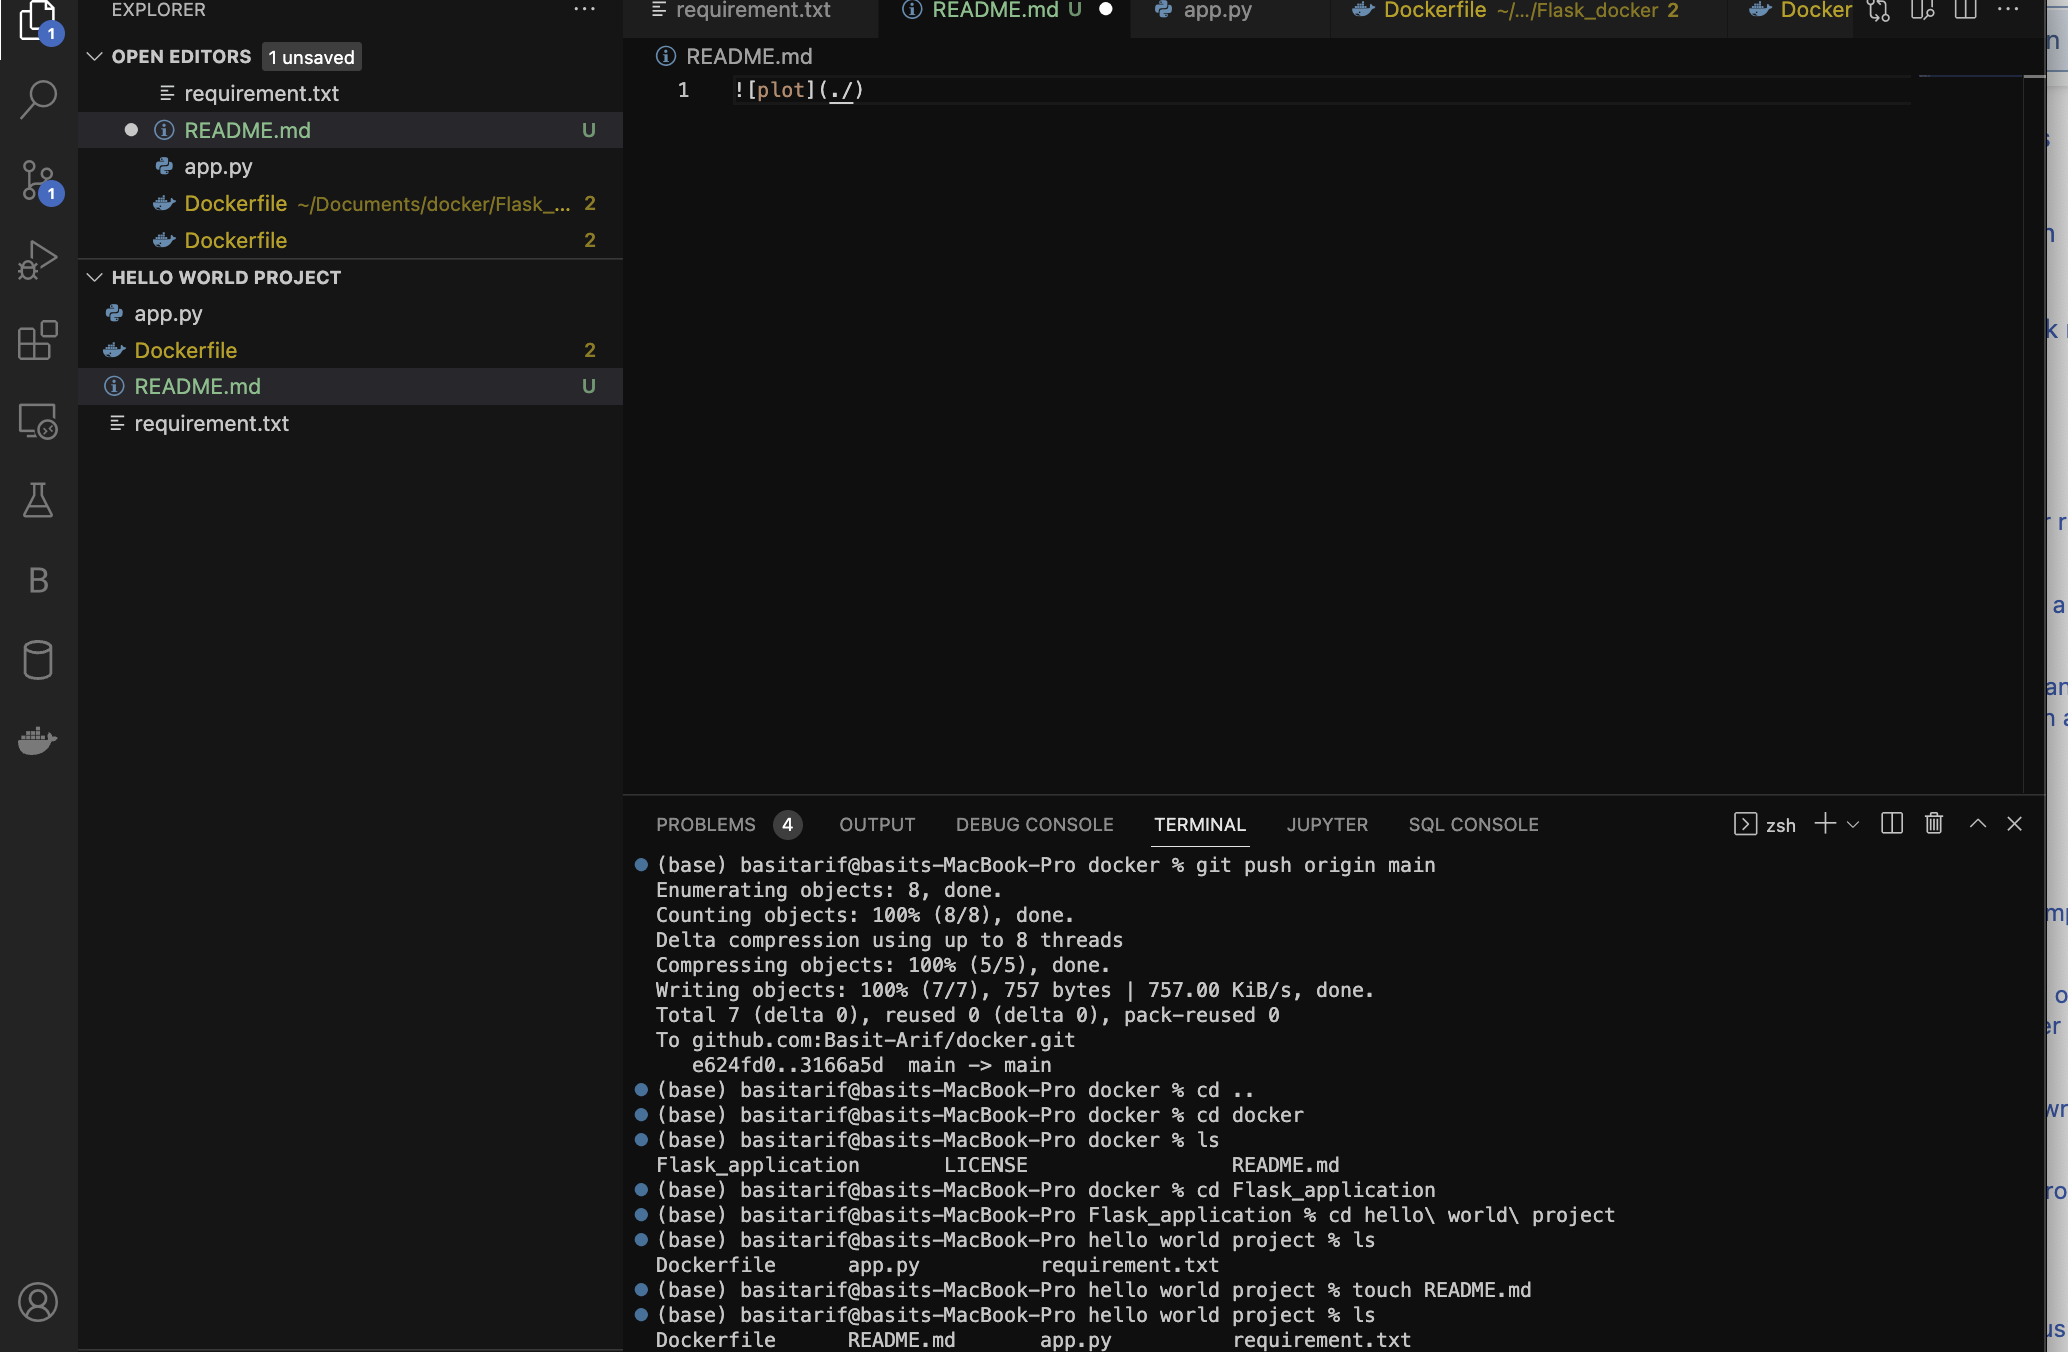 EXPLORER ...
OPEN EDITORS 1 unsaved
requirement.txt
README.md U
app.py
Dockerfile ~/Documents/docker/Flask_... 2
Dockerfile 2
HELLO WORLD PROJECT
app.py
Dockerfile 2
README.md U
requirement.txt
1
1
B
requirement.txt README.md U app.py Dockerfile ~/.../Flask_docker 2 Docker
README.md
1 ![plot](./)
PROBLEMS 4 OUTPUT DEBUG CONSOLE TERMINAL JUPYTER SQL CONSOLE zsh
(base) basitarif@basits-MacBook-Pro docker % git push origin main
Enumerating objects: 8, done.
Counting objects: 100% (8/8), done.
Delta compression using up to 8 threads
Compressing objects: 100% (5/5), done.
Writing objects: 100% (7/7), 757 bytes | 757.00 KiB/s, done.
Total 7 (delta 0), reused 0 (delta 0), pack-reused 0
To github.com:Basit-Arif/docker.git
e624fd0..3166a5d main -> main
(base) basitarif@basits-MacBook-Pro docker % cd ..
(base) basitarif@basits-MacBook-Pro docker % cd docker
(base) basitarif@basits-MacBook-Pro docker % ls
Flask_application LICENSE README.md
(base) basitarif@basits-MacBook-Pro docker % cd Flask_application
(base) basitarif@basits-MacBook-Pro Flask_application % cd hello\ world\ project
(base) basitarif@basits-MacBook-Pro hello world project % ls
Dockerfile app.py requirement.txt
(base) basitarif@basits-MacBook-Pro hello world project % touch README.md
(base) basitarif@basits-MacBook-Pro hello world project % ls
Dockerfile README.md app.py requirement.txt